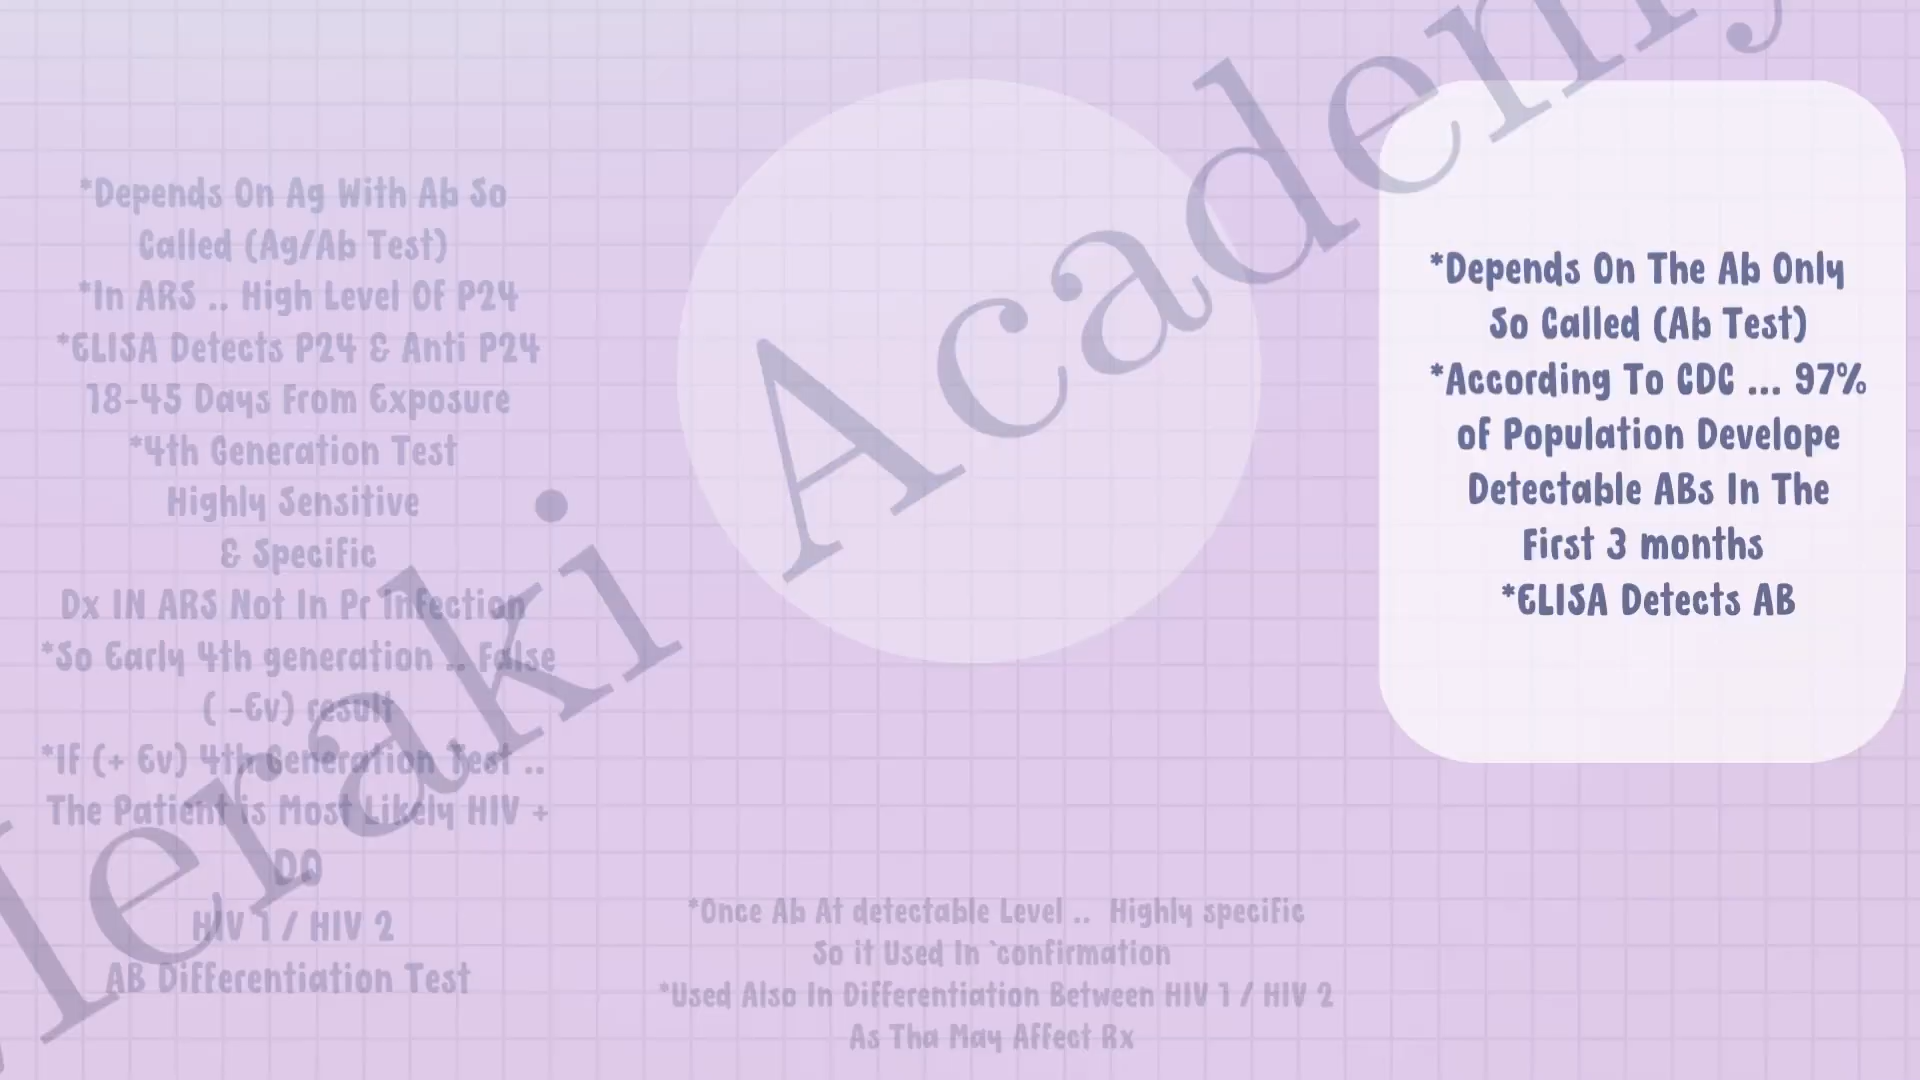 *Depends On Ag With Ab So
Called (Ag/Ab Test)
*In ARS .. High Level Of P24
*ELISA Detects P24 & Anti P24
18-45 Days From Exposure
*4th Generation Test
Highly Sensitive
& Specific
Dx IN ARS Not In Pr Infection
*So Early 4th generation .. False
( -Ev) result
*If (+ Ev) 4th Generation Test ..
The Patient is Most Likely HIV +
DO
HIV 1 / HIV 2
AB Differentiation Test
*Once Ab At detectable Level .. Highly specific
So it Used In `confirmation
*Used Also In Differentiation Between HIV 1 / HIV 2
As Tha May Affect Rx
*Depends On The Ab Only
So Called (Ab Test)
*According To CDC ... 97%
of Population Develope
Detectable ABs In The
First 3 months
*ELISA Detects AB
Meraki Academy